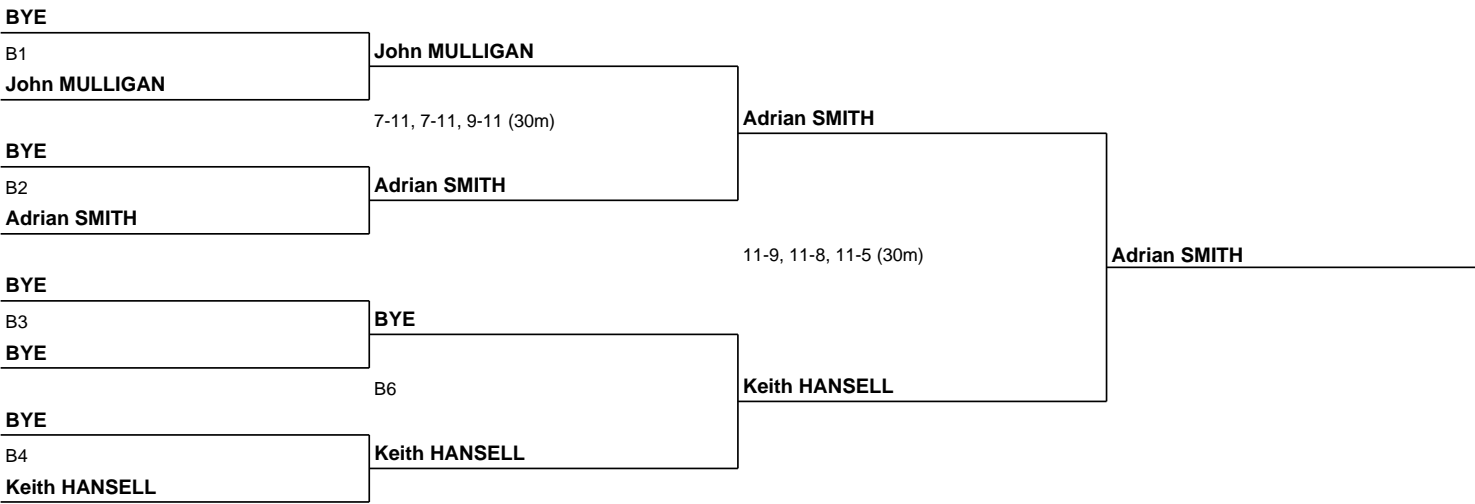 BYE
B1
John MULLIGAN
John MULLIGAN
7-11, 7-11, 9-11 (30m)
Adrian SMITH
BYE
B2
Adrian SMITH
Adrian SMITH
11-9, 11-8, 11-5 (30m)
Adrian SMITH
BYE
B3
BYE
BYE
B6
Keith HANSELL
BYE
B4
Keith HANSELL
Keith HANSELL